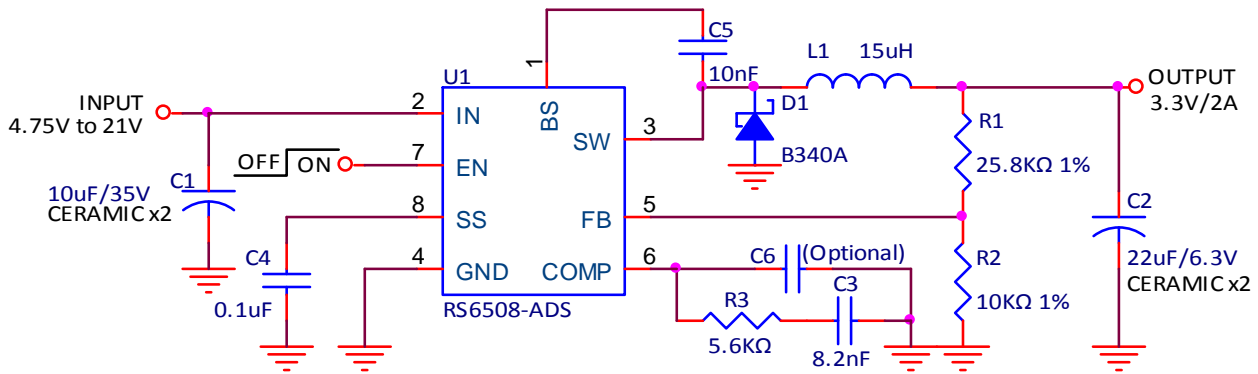 C5
10nF
L1 15uH
OUTPUT
3.3V/2A
U1
1
BS
INPUT
4.75V to 21V
2
IN
D1
B340A
3
SW
R1
25.8KΩ 1%
OFF ON
7
EN
C1
10uF/35V
CERAMIC x2
8
SS
FB
5
C2
22uF/6.3V
CERAMIC x2
C4
0.1uF
4
GND
COMP
6
C6 (Optional)
R2
10KΩ 1%
R3
5.6KΩ
C3
8.2nF
RS6508-ADS